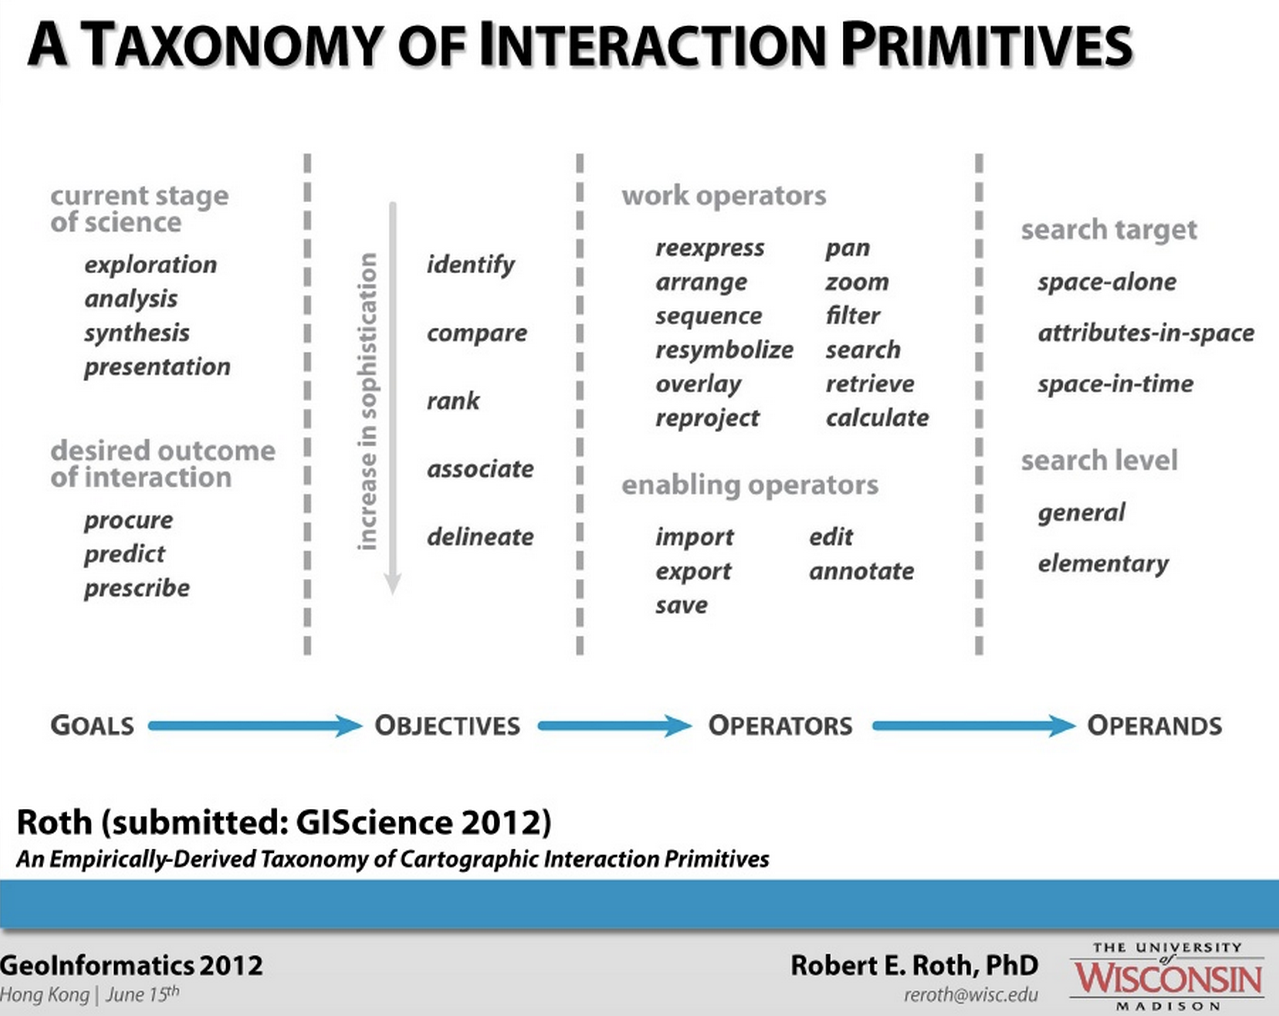 A TAXONOMY OF INTERACTION PRIMITIVES
current stage
of science
exploration
analysis
synthesis
presentation
desired outcome
of interaction
procure
predict
prescribe
increase in sophistication
identify
compare
rank
associate
delineate
work operators
reexpress pan
arrange zoom
sequence filter
resymbolize search
overlay retrieve
reproject calculate
enabling operators
import edit
export annotate
save
search target
space-alone
attributes-in-space
space-in-time
search level
general
elementary
GOALS OBJECTIVES OPERATORS OPERANDS
Roth (submitted: GIScience 2012)
An Empirically-Derived Taxonomy of Cartographic Interaction Primitives
GeoInformatics 2012
Hong Kong | June 15th
Robert E. Roth, PhD
reroth@wisc.edu
THE UNIVERSITY
of
WISCONSIN
MADISON